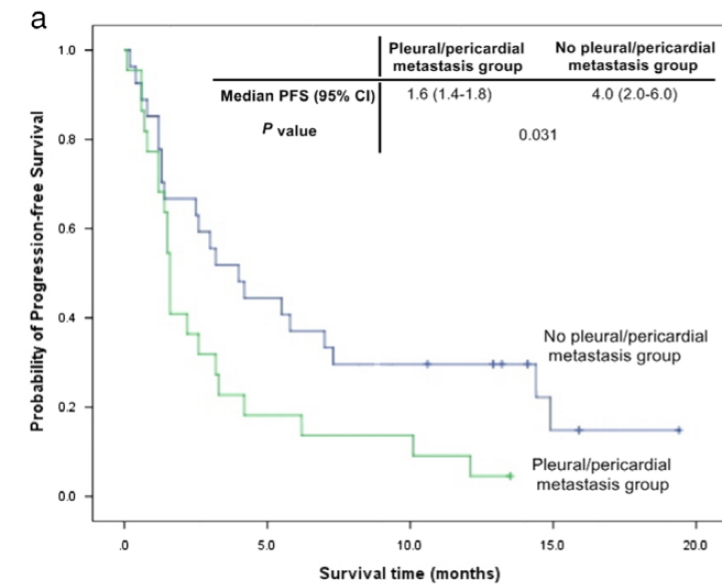 a
Pleural/pericardial
metastasis group
No pleural/pericardial
metastasis group
Median PFS (95% CI)
1.6 (1.4-1.8)
4.0 (2.0-6.0)
P value
0.031
Probability of Progression-free Survival
1.0
0.8
0.6
0.4
0.2
0.0
No pleural/pericardial
metastasis group
Pleural/pericardial
metastasis group
.0
5.0
10.0
15.0
20.0
Survival time (months)